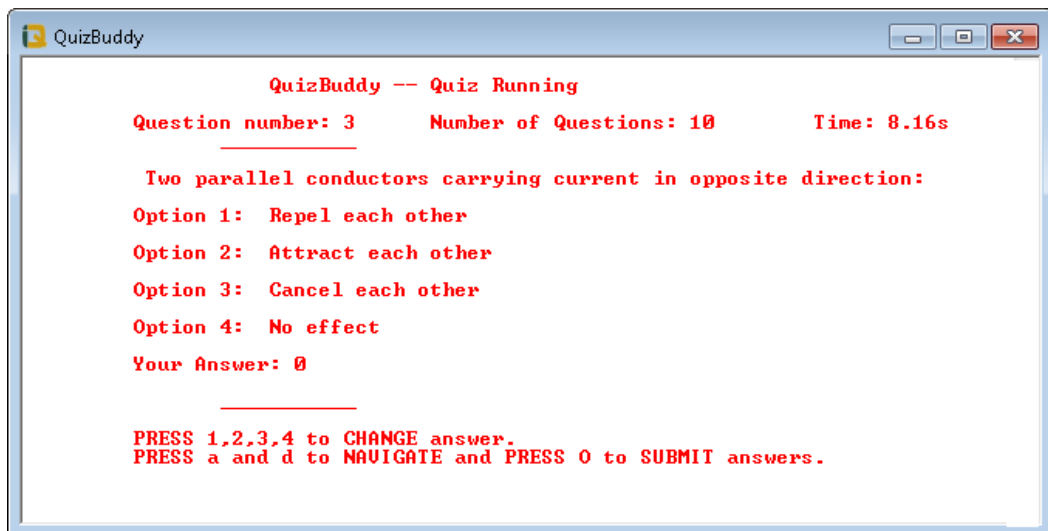 QuizBuddy
QuizBuddy -- Quiz Running
Question number: 3 Number of Questions: 10 Time: 8.16s
Two parallel conductors carrying current in opposite direction:
Option 1: Repel each other
Option 2: Attract each other
Option 3: Cancel each other
Option 4: No effect
Your Answer: 0
PRESS 1,2,3,4 to CHANGE answer.
PRESS a and d to NAVIGATE and PRESS O to SUBMIT answers.